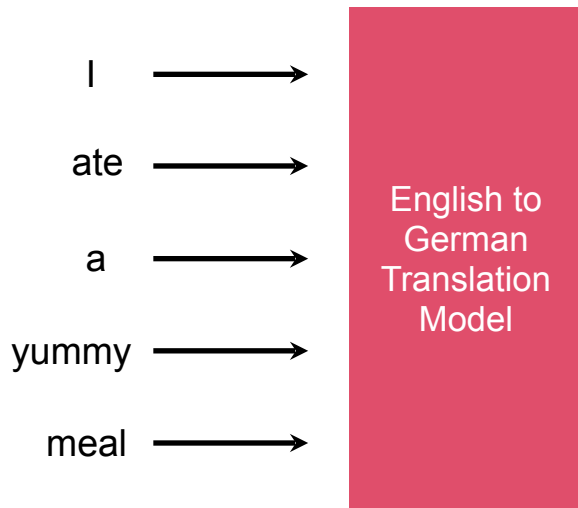 I
ate
a
yummy
meal
English to
German
Translation
Model